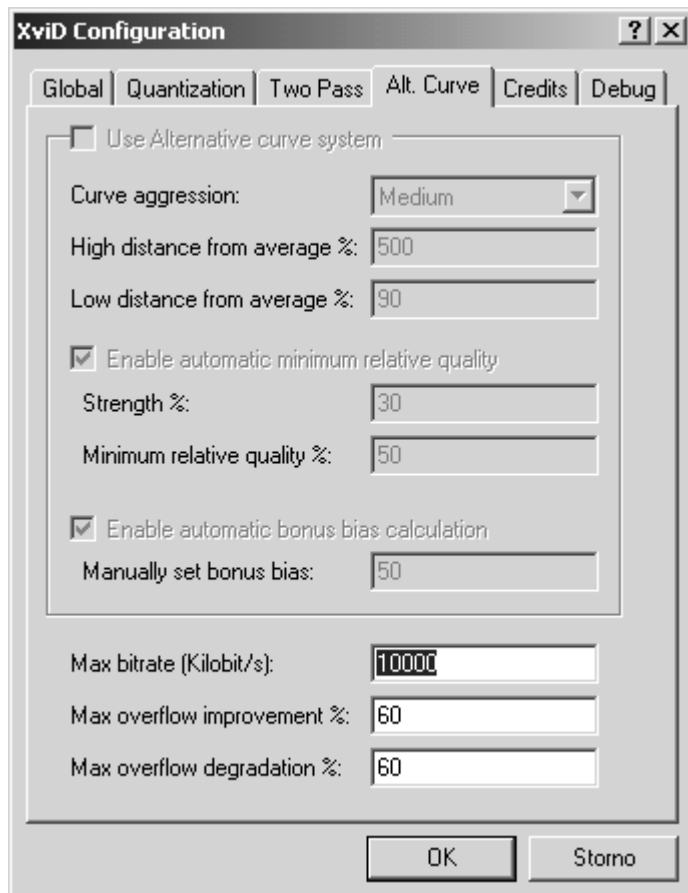 XviD Configuration
Global Quantization Two Pass Alt. Curve Credits Debug
Use Alternative curve system
Curve aggression: Medium
High distance from average %: 500
Low distance from average %: 90
Enable automatic minimum relative quality
Strength %: 30
Minimum relative quality %: 50
Enable automatic bonus bias calculation
Manually set bonus bias: 50
Max bitrate (Kilobit/s): 10000
Max overflow improvement %: 60
Max overflow degradation %: 60
OK Storno